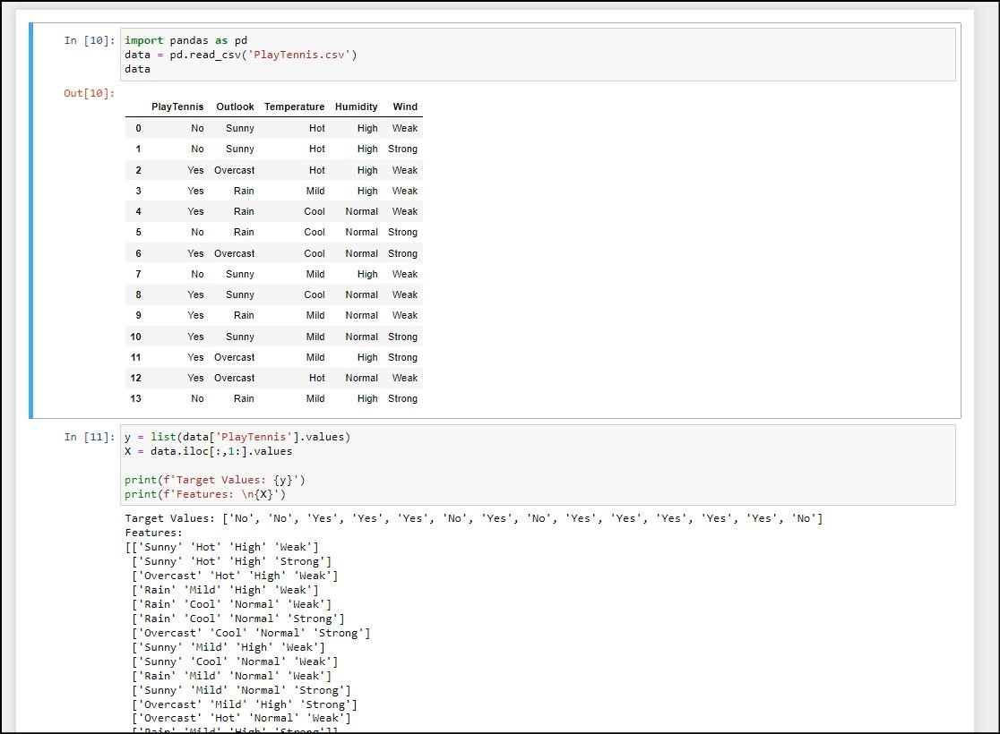 In [10]: import pandas as pd
data = pd.read_csv('PlayTennis.csv')
data
Out[10]:
PlayTennis Outlook Temperature Humidity Wind
0 No Sunny Hot High Weak
1 No Sunny Hot High Strong
2 Yes Overcast Hot High Weak
3 Yes Rain Mild High Weak
4 Yes Rain Cool Normal Weak
5 No Rain Cool Normal Strong
6 Yes Overcast Cool Normal Strong
7 No Sunny Mild High Weak
8 Yes Sunny Cool Normal Weak
9 Yes Rain Mild Normal Weak
10 Yes Sunny Mild Normal Strong
11 Yes Overcast Mild High Strong
12 Yes Overcast Hot Normal Weak
13 No Rain Mild High Strong
In [11]: y = list(data['PlayTennis'].values)
X = data.iloc[:,1:].values
print(f'Target Values: {y}')
print(f'Features: \n{X}')
Target Values: ['No', 'No', 'Yes', 'Yes', 'Yes', 'No', 'Yes', 'No', 'Yes', 'Yes', 'Yes', 'Yes', 'Yes', 'No']
Features:
[['Sunny' 'Hot' 'High' 'Weak']
['Sunny' 'Hot' 'High' 'Strong']
['Overcast' 'Hot' 'High' 'Weak']
['Rain' 'Mild' 'High' 'Weak']
['Rain' 'Cool' 'Normal' 'Weak']
['Rain' 'Cool' 'Normal' 'Strong']
['Overcast' 'Cool' 'Normal' 'Strong']
['Sunny' 'Mild' 'High' 'Weak']
['Sunny' 'Cool' 'Normal' 'Weak']
['Rain' 'Mild' 'Normal' 'Weak']
['Sunny' 'Mild' 'Normal' 'Strong']
['Overcast' 'Mild' 'High' 'Strong']
['Overcast' 'Hot' 'Normal' 'Weak']
['Rain' 'Mild' 'High' 'Strong']]